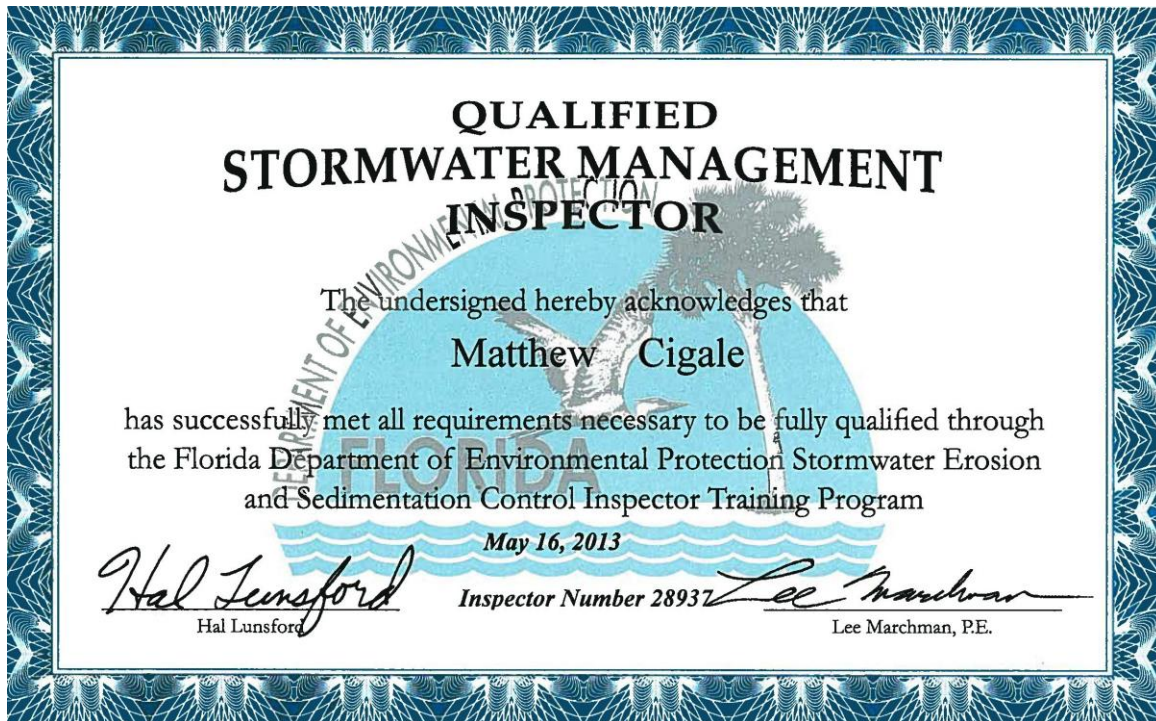 QUALIFIED
STORMWATER MANAGEMENT
INSPECTOR
DEPARTMENT OF ENVIRONMENTAL PROTECTION
FLORIDA
The undersigned hereby acknowledges that
Matthew Cigale
has successfully met all requirements necessary to be fully qualified through
the Florida Department of Environmental Protection Stormwater Erosion
and Sedimentation Control Inspector Training Program
May 16, 2013
Hal Lunsford
Inspector Number 28937
Lee Marchman
Hal Lunsford
Lee Marchman, P.E.